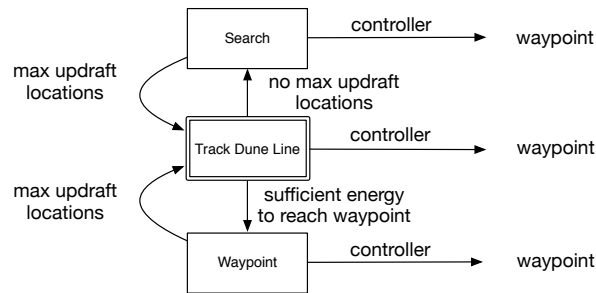 Search
controller
waypoint
max updraft
locations
no max updraft
locations
Track Dune Line
controller
waypoint
max updraft
locations
sufficient energy
to reach waypoint
Waypoint
controller
waypoint